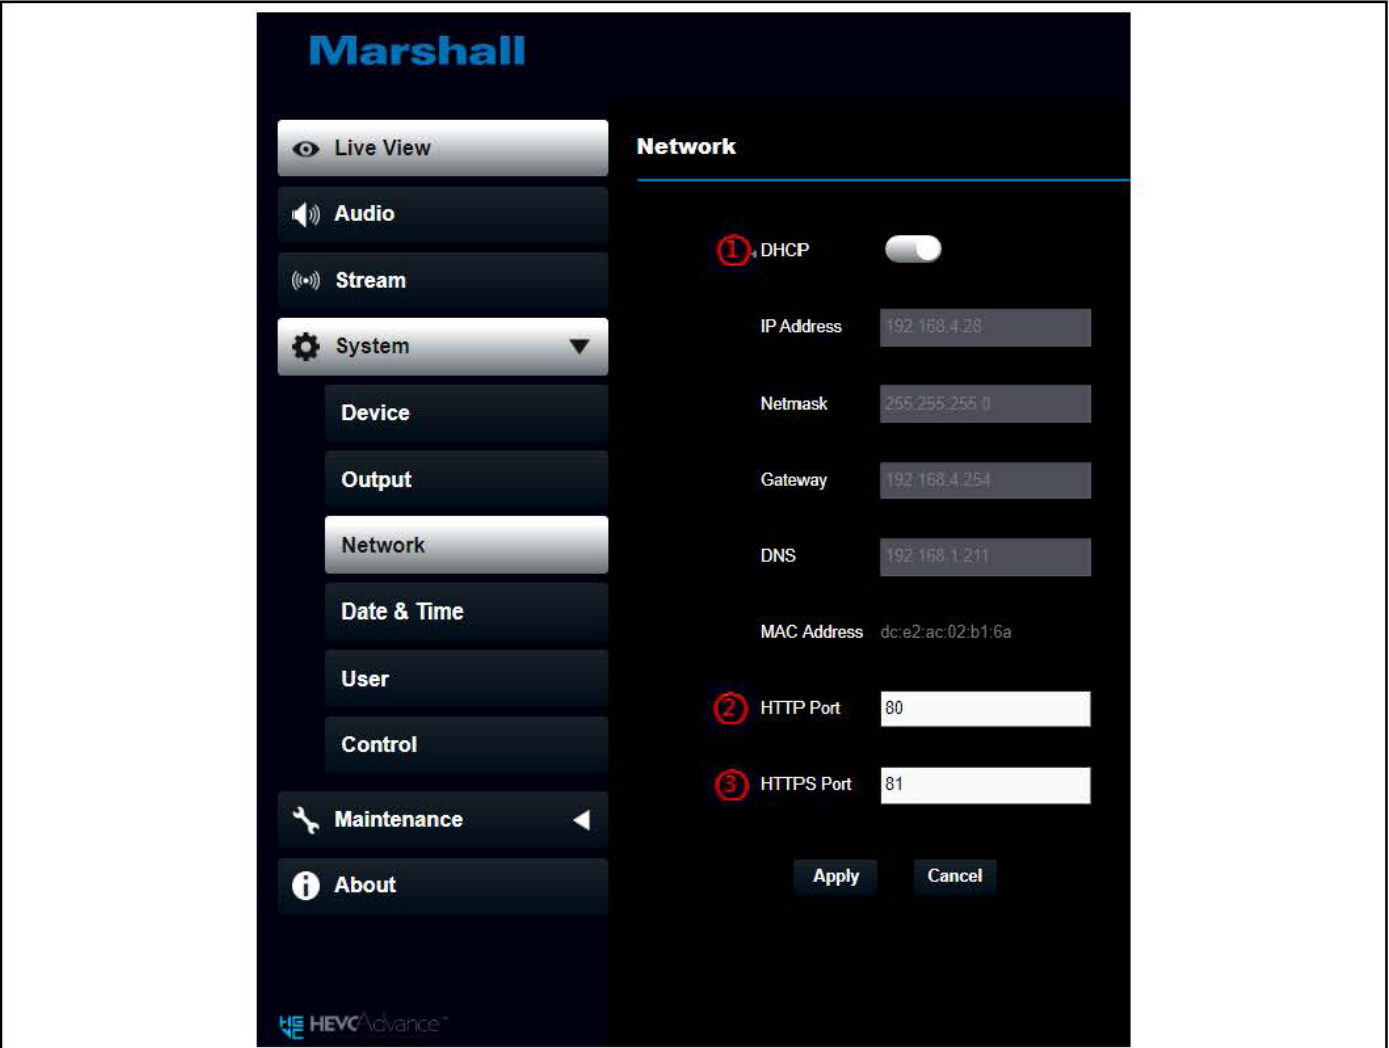 Marshall
Live View
Audio
Stream
System
Device
Output
Network
Date & Time
User
Control
Maintenance
About
HEVC Advance™
Network
1 DHCP
IP Address 192.168.4.28
Netmask 255.255.255.0
Gateway 192.168.4.254
DNS 192.168.1.211
MAC Address dc:e2:ac:02:b1:6a
2 HTTP Port 80
3 HTTPS Port 81
Apply Cancel